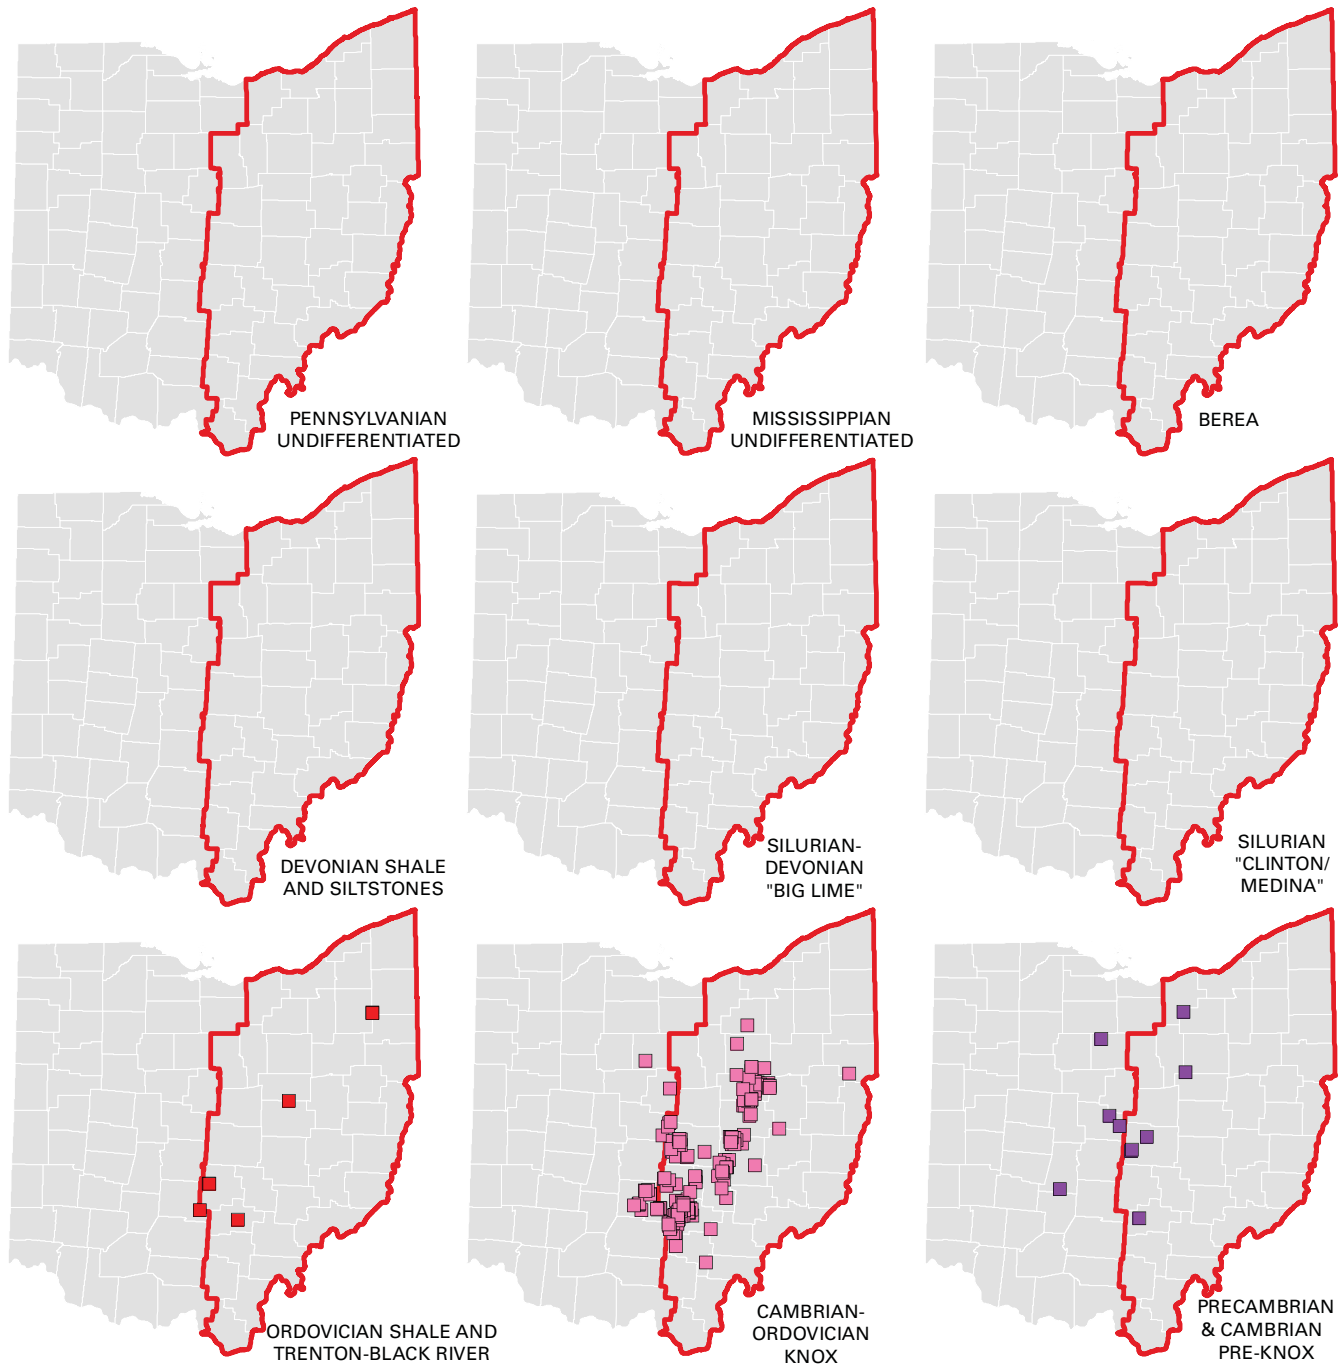 PENNSYLVANIAN
UNDIFFERENTIATED
MISSISSIPPIAN
UNDIFFERENTIATED
BEREA
DEVONIAN SHALE
AND SILTSTONES
SILURIAN-
DEVONIAN
"BIG LIME"
SILURIAN
"CLINTON/
MEDINA"
ORDOVICIAN SHALE AND
TRENTON-BLACK RIVER
CAMBRIAN-
ORDOVICIAN
KNOX
PRECAMBRIAN
& CAMBRIAN
PRE-KNOX